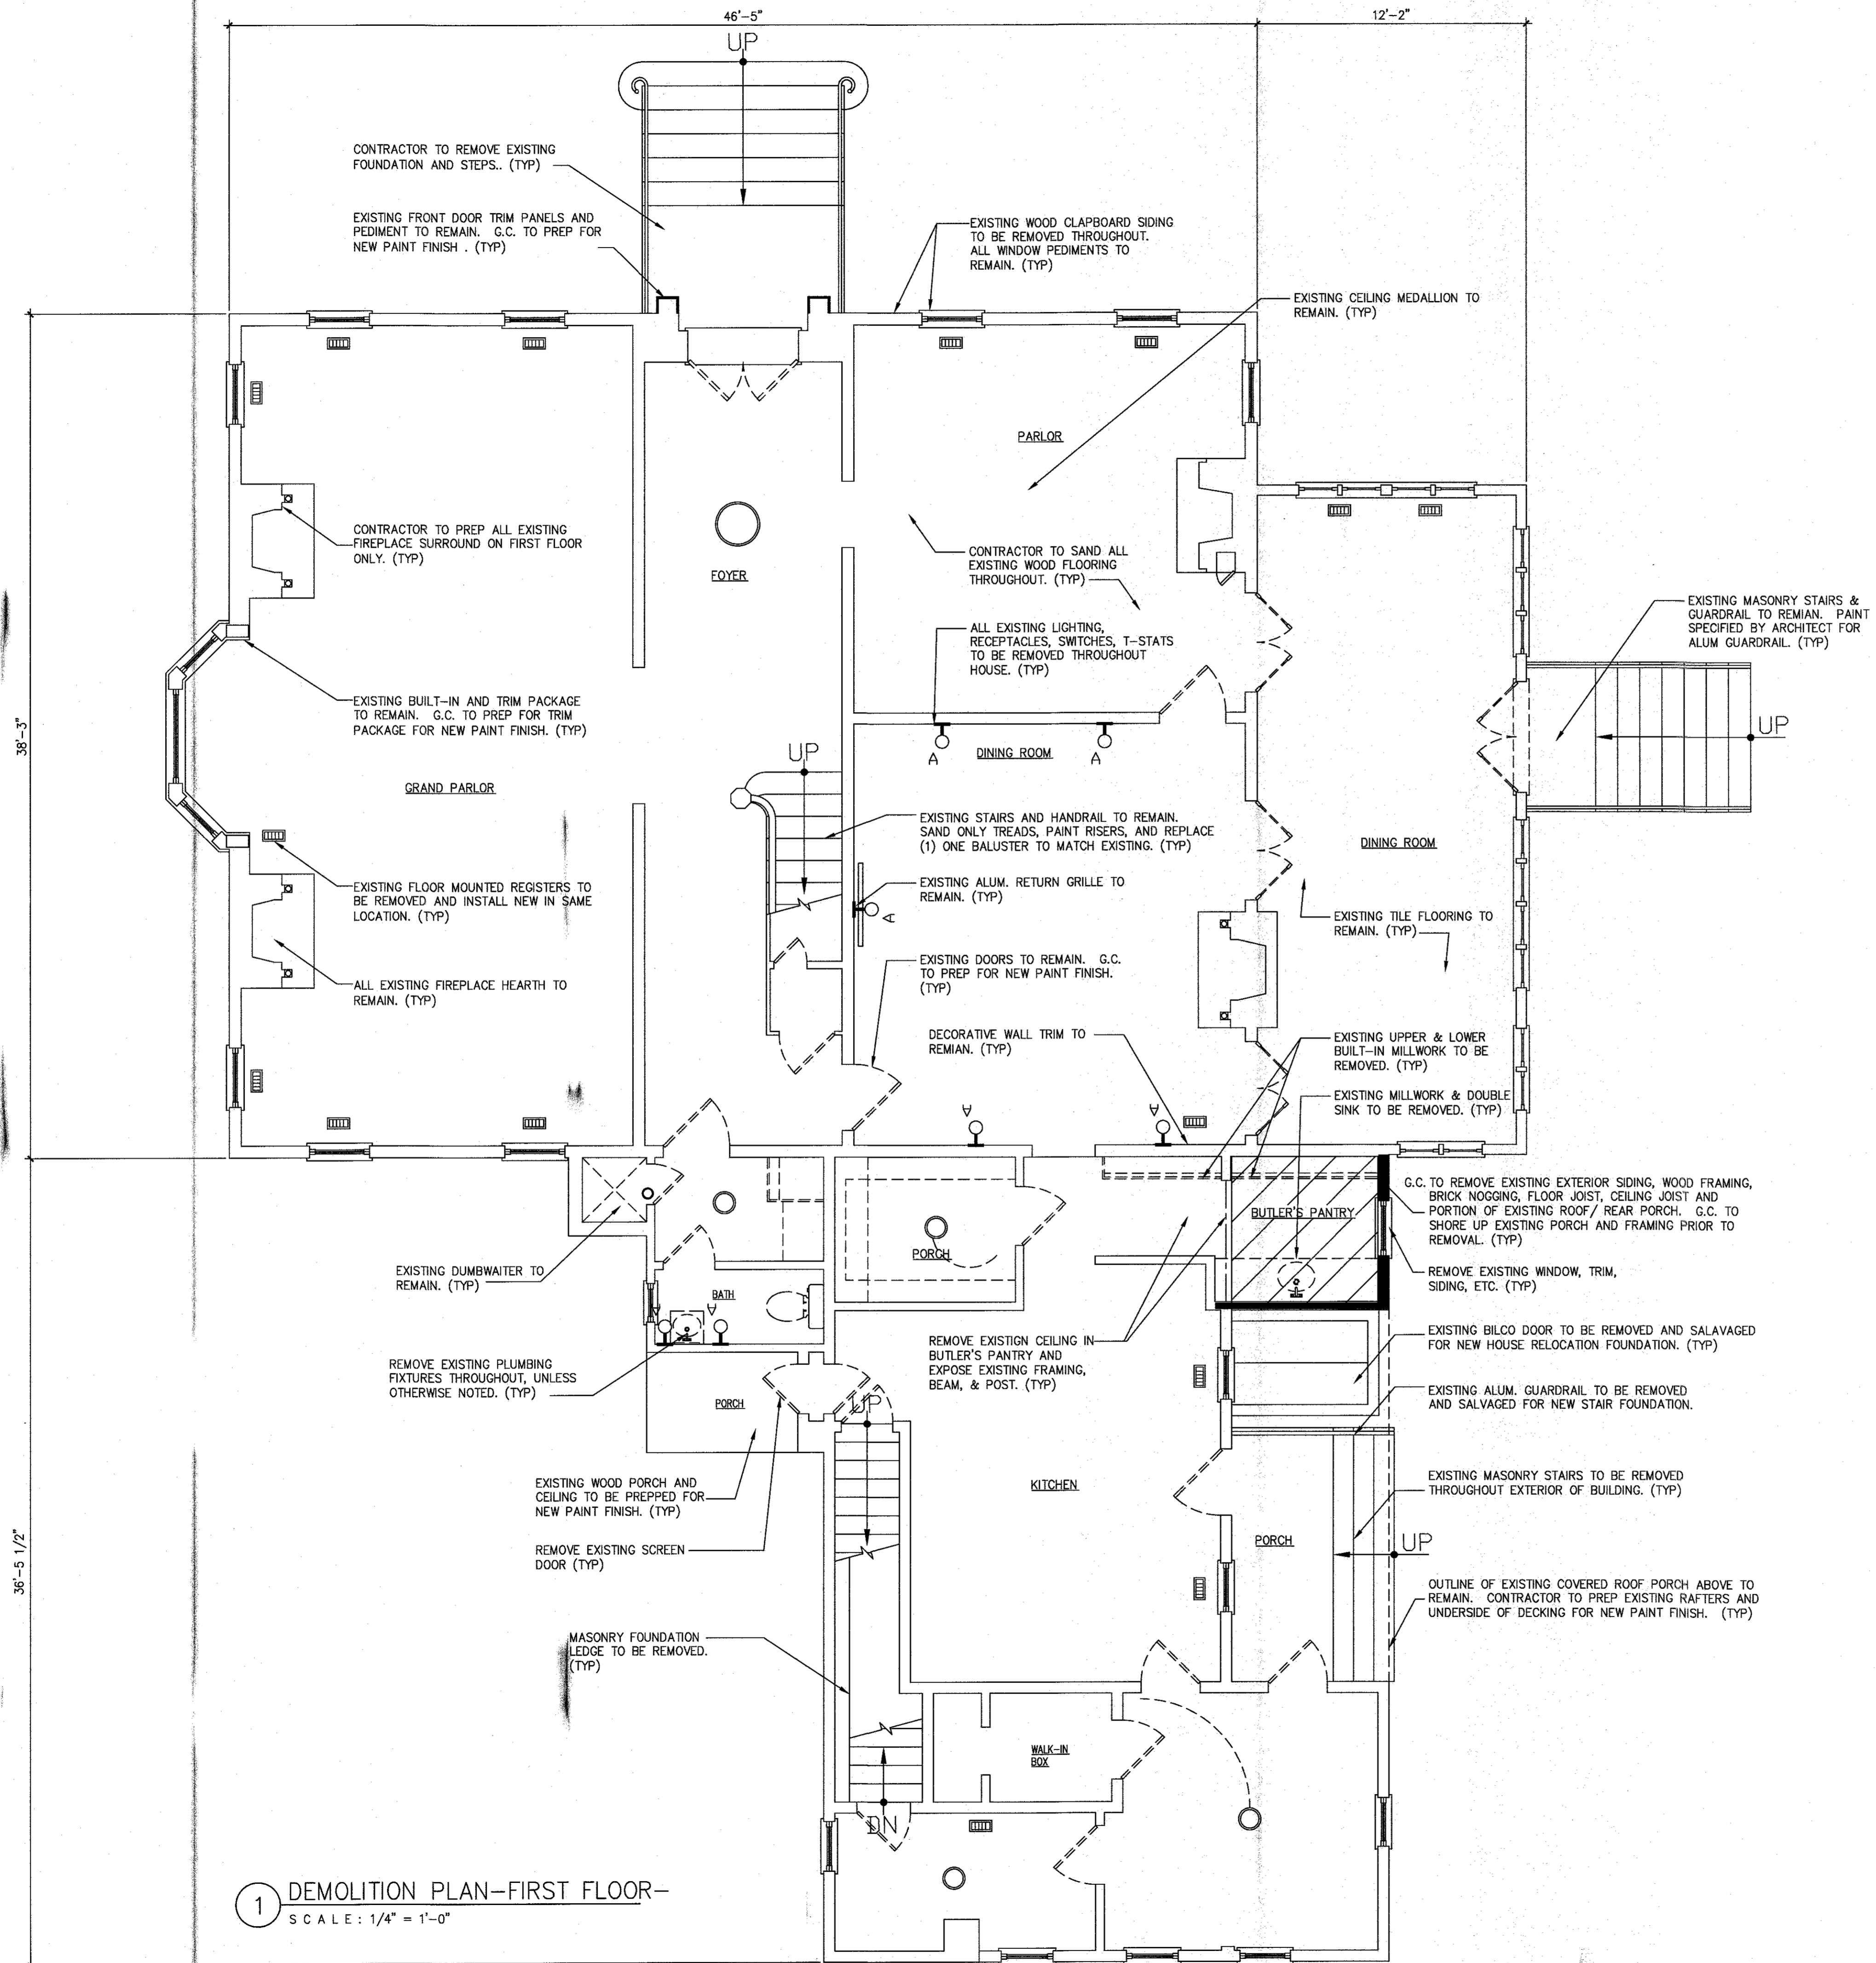 46'-5"
12'-2"
UP
CONTRACTOR TO REMOVE EXISTING
FOUNDATION AND STEPS.. (TYP)
EXISTING FRONT DOOR TRIM PANELS AND
PEDIMENT TO REMAIN. G.C. TO PREP FOR
NEW PAINT FINISH . (TYP)
EXISTING WOOD CLAPBOARD SIDING
TO BE REMOVED THROUGHOUT.
ALL WINDOW PEDIMENTS TO
REMAIN. (TYP)
EXISTING CEILING MEDALLION TO
REMAIN. (TYP)
PARLOR
CONTRACTOR TO PREP ALL EXISTING
FIREPLACE SURROUND ON FIRST FLOOR
ONLY. (TYP)
FOYER
CONTRACTOR TO SAND ALL
EXISTING WOOD FLOORING
THROUGHOUT. (TYP)
ALL EXISTING LIGHTING,
RECEPTACLES, SWITCHES, T-STATS
TO BE REMOVED THROUGHOUT
HOUSE. (TYP)
EXISTING MASONRY STAIRS &
GUARDRAIL TO REMIAN. PAINT
SPECIFIED BY ARCHITECT FOR
ALUM GUARDRAIL. (TYP)
UP
38'-3"
EXISTING BUILT-IN AND TRIM PACKAGE
TO REMAIN. G.C. TO PREP FOR TRIM
PACKAGE FOR NEW PAINT FINISH. (TYP)
GRAND PARLOR
UP
A
A
DINING ROOM
EXISTING STAIRS AND HANDRAIL TO REMAIN.
SAND ONLY TREADS, PAINT RISERS, AND REPLACE
(1) ONE BALUSTER TO MATCH EXISTING. (TYP)
DINING ROOM
EXISTING FLOOR MOUNTED REGISTERS TO
BE REMOVED AND INSTALL NEW IN SAME
LOCATION. (TYP)
EXISTING ALUM. RETURN GRILLE TO
REMAIN. (TYP)
A
EXISTING TILE FLOORING TO
REMAIN. (TYP)
ALL EXISTING FIREPLACE HEARTH TO
REMAIN. (TYP)
EXISTING DOORS TO REMAIN. G.C.
TO PREP FOR NEW PAINT FINISH.
(TYP)
DECORATIVE WALL TRIM TO
REMIAN. (TYP)
EXISTING UPPER & LOWER
BUILT-IN MILLWORK TO BE
REMOVED. (TYP)
EXISTING MILLWORK & DOUBLE
SINK TO BE REMOVED. (TYP)
A
A
G.C. TO REMOVE EXISTING EXTERIOR SIDING, WOOD FRAMING,
BRICK NOGGING, FLOOR JOIST, CEILING JOIST AND
PORTION OF EXISTING ROOF/ REAR PORCH. G.C. TO
SHORE UP EXISTING PORCH AND FRAMING PRIOR TO
REMOVAL. (TYP)
BUTLER'S PANTRY
PORCH
EXISTING DUMBWAITER TO
REMAIN. (TYP)
REMOVE EXISTING WINDOW, TRIM,
SIDING, ETC. (TYP)
BATH
A
A
REMOVE EXISTIGN CEILING IN
BUTLER'S PANTRY AND
EXPOSE EXISTING FRAMING,
BEAM, & POST. (TYP)
EXISTING BILCO DOOR TO BE REMOVED AND SALAVAGED
FOR NEW HOUSE RELOCATION FOUNDATION. (TYP)
REMOVE EXISTING PLUMBING
FIXTURES THROUGHOUT, UNLESS
OTHERWISE NOTED. (TYP)
PORCH
UP
EXISTING ALUM. GUARDRAIL TO BE REMOVED
AND SALVAGED FOR NEW STAIR FOUNDATION.
EXISTING WOOD PORCH AND
CEILING TO BE PREPPED FOR
NEW PAINT FINISH. (TYP)
KITCHEN
EXISTING MASONRY STAIRS TO BE REMOVED
THROUGHOUT EXTERIOR OF BUILDING. (TYP)
REMOVE EXISTING SCREEN
DOOR (TYP)
PORCH
UP
36'-5 1/2"
OUTLINE OF EXISTING COVERED ROOF PORCH ABOVE TO
REMAIN. CONTRACTOR TO PREP EXISTING RAFTERS AND
UNDERSIDE OF DECKING FOR NEW PAINT FINISH. (TYP)
MASONRY FOUNDATION
LEDGE TO BE REMOVED.
(TYP)
WALK-IN
BOX
DN
1
DEMOLITION PLAN-FIRST FLOOR-
SCALE: 1/4" = 1'-0"